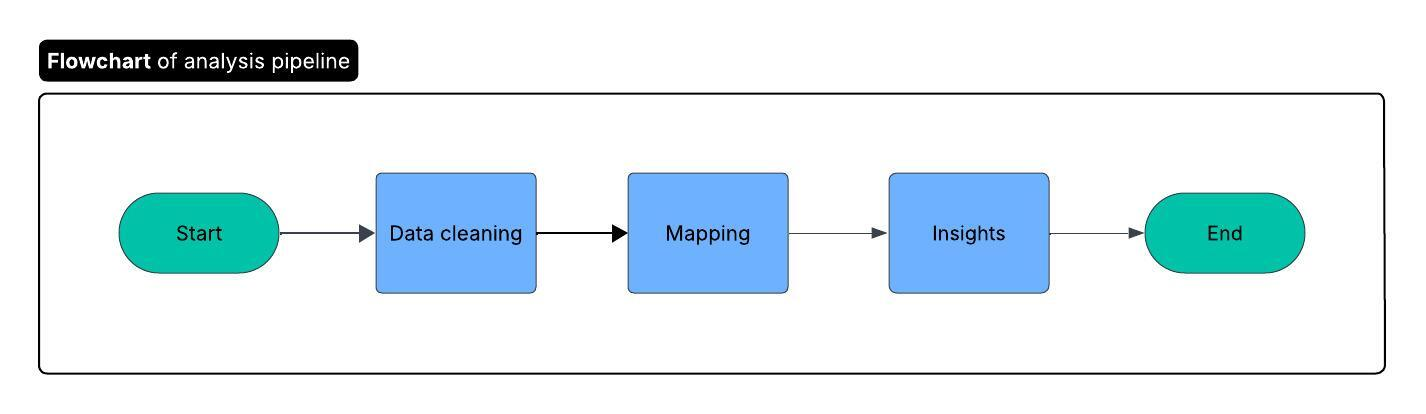 Flowchart of analysis pipeline
Start
Data cleaning
Mapping
Insights
End